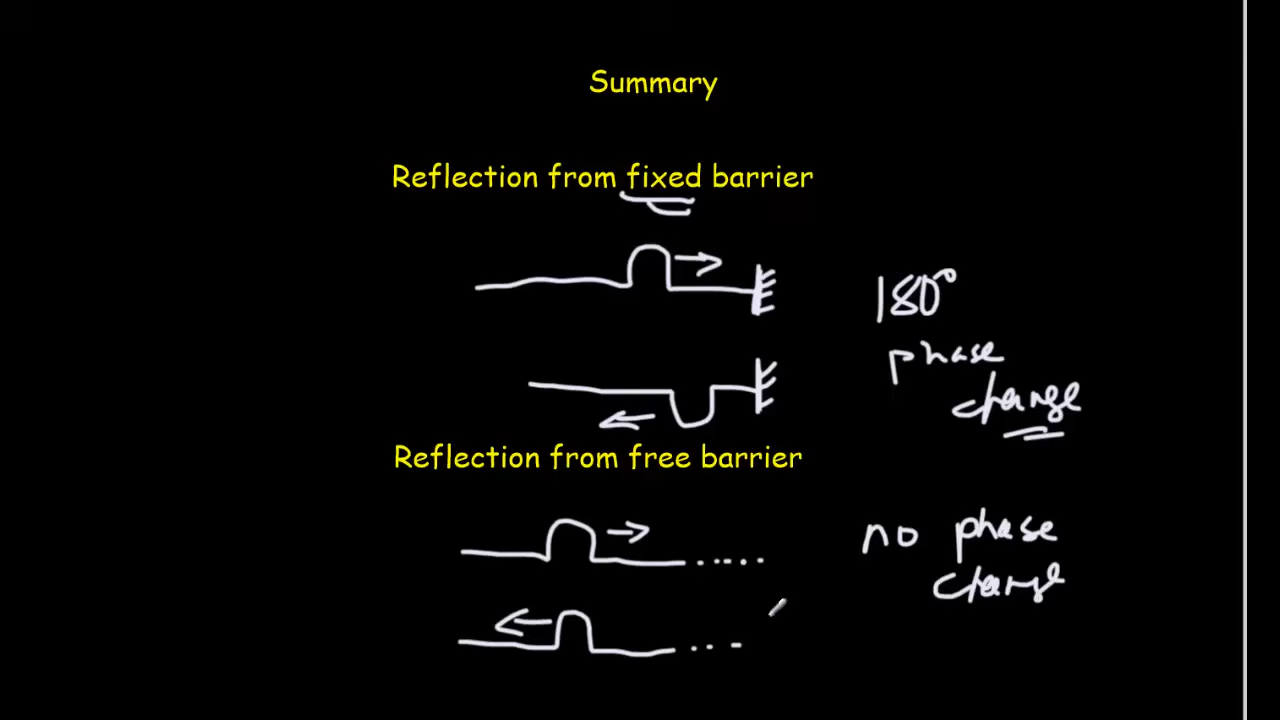 Summary
Reflection from fixed barrier
180°
phase
change
Reflection from free barrier
no phase
change